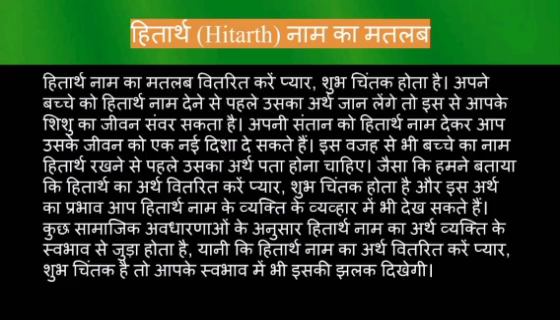 हितार्थ (Hitarth) नाम का मतलब
हितार्थ नाम का मतलब वितरित करें प्यार, शुभ चिंतक होता है। अपने
बच्चे को हितार्थ नाम देने से पहले उसका अर्थ जान लेंगे तो इस से आपके
शिशु का जीवन संवर सकता है। अपनी संतान को हितार्थ नाम देकर आप
उसके जीवन को एक नई दिशा दे सकते हैं। इस वजह से भी बच्चे का नाम
हितार्थ रखने से पहले उसका अर्थ पता होना चाहिए। जैसा कि हमने बताया
कि हितार्थ का अर्थ वितरित करें प्यार, शुभ चिंतक होता है और इस अर्थ
का प्रभाव आप हितार्थ नाम के व्यक्ति के व्यव्हार में भी देख सकते हैं।
कुछ सामाजिक अवधारणाओं के अनुसार हितार्थ नाम का अर्थ व्यक्ति के
स्वभाव से जुड़ा होता है, यानी कि हितार्थ नाम का अर्थ वितरित करें प्यार,
शुभ चिंतक है तो आपके स्वभाव में भी इसकी झलक दिखेगी।